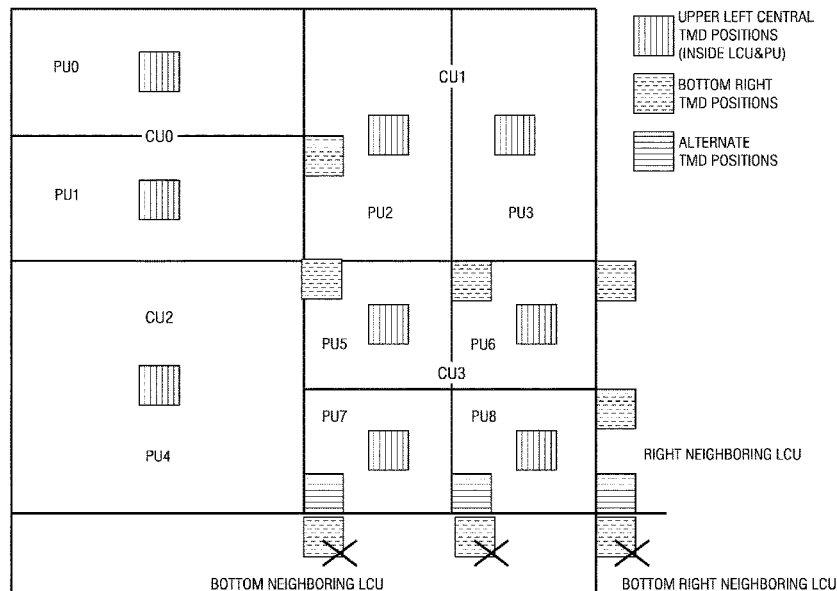 UPPER LEFT CENTRAL
TMD POSITIONS
(INSIDE LCU&PU)
BOTTOM RIGHT
TMD POSITIONS
ALTERNATE
TMD POSITIONS
PU0
CU1
CU0
PU1
PU2
PU3
CU2
PU5
PU6
CU3
PU7
PU8
PU4
RIGHT NEIGHBORING LCU
BOTTOM NEIGHBORING LCU
BOTTOM RIGHT NEIGHBORING LCU